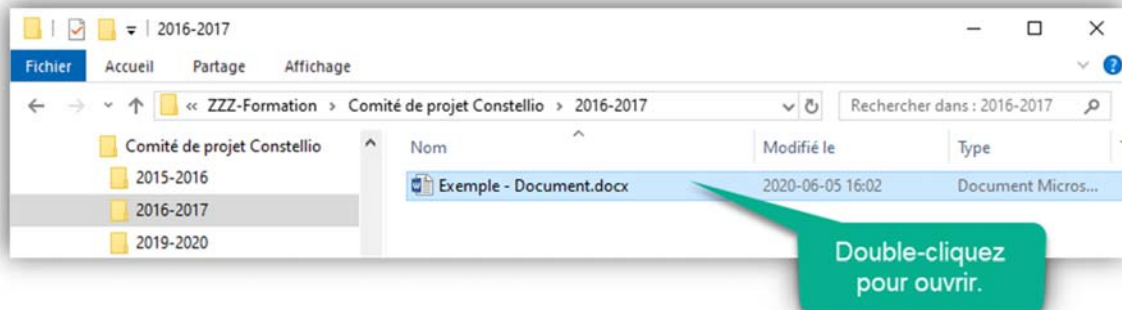 2016-2017
Fichier Accueil Partage Affichage
« ZZZ-Formation > Comité de projet Constellio > 2016-2017 Rechercher dans : 2016-2017
Comité de projet Constellio Nom Modifié le Type
2015-2016 Exemple - Document.docx 2020-06-05 16:02 Document Micros...
2016-2017
2019-2020
Double-cliquez
pour ouvrir.